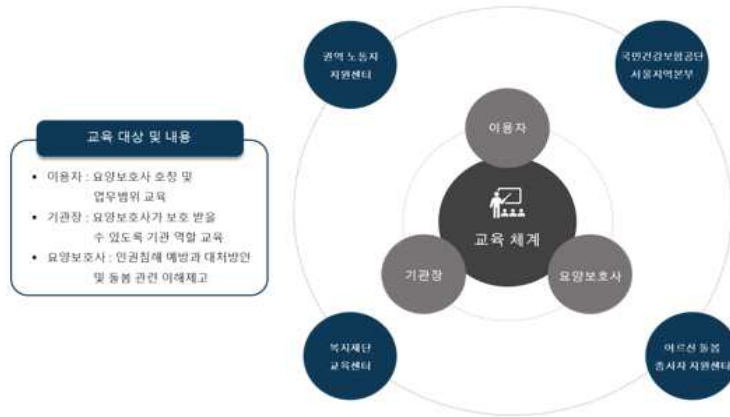 권역 노동자
지원센터
국민건강보험공단
서울지역본부
이용자
교육 대상 및 내용
• 이용자 : 요양보호사 호칭 및
업무범위 교육
• 기관장 : 요양보호사가 보호 받을
수 있도록 기관 역할 교육
• 요양보호사 : 인권침해 예방과 대처방안
및 돌봄 관련 이해제고
교육 체계
기관장
요양보호사
복지재단
교육센터
어르신 돌봄
종사자 지원센터